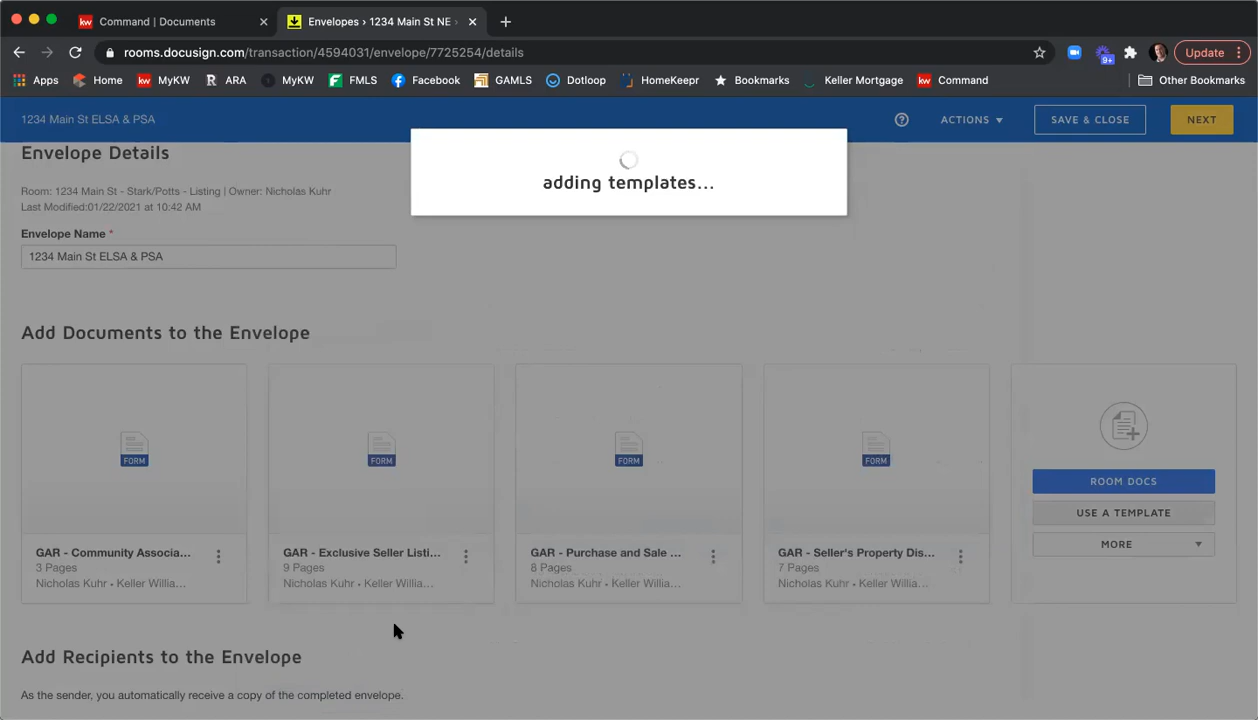 Command | Documents
Envelopes › 1234 Main St NE ›
rooms.docusign.com/transaction/4594031/envelope/7725254/details
9+
Update
Apps
Home
kw MyKW
R ARA
MyKW
FMLS
Facebook
GAMLS
Dotloop
HomeKeepr
Bookmarks
Keller Mortgage
kw Command
Other Bookmarks
1234 Main St ELSA & PSA
ACTIONS
SAVE & CLOSE
NEXT
adding templates...
Envelope Details
Room: 1234 Main St - Stark/Potts - Listing | Owner: Nicholas Kuhr
Last Modified:01/22/2021 at 10:42 AM
Envelope Name *
1234 Main St ELSA & PSA
Add Documents to the Envelope
FORM
FORM
FORM
FORM
ROOM DOCS
USE A TEMPLATE
MORE
GAR - Community Associa...
3 Pages
Nicholas Kuhr • Keller Willia...
GAR - Exclusive Seller Listi...
9 Pages
Nicholas Kuhr • Keller Willia...
GAR - Purchase and Sale ...
8 Pages
Nicholas Kuhr • Keller Willia...
GAR - Seller's Property Dis...
7 Pages
Nicholas Kuhr • Keller Willia...
Add Recipients to the Envelope
As the sender, you automatically receive a copy of the completed envelope.